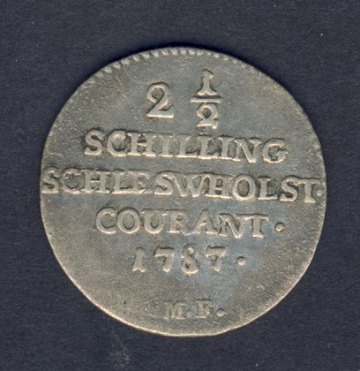 2 1/2
SCHILLING
SCHLESWHOLST.
COURANT.
1787.
M.F.